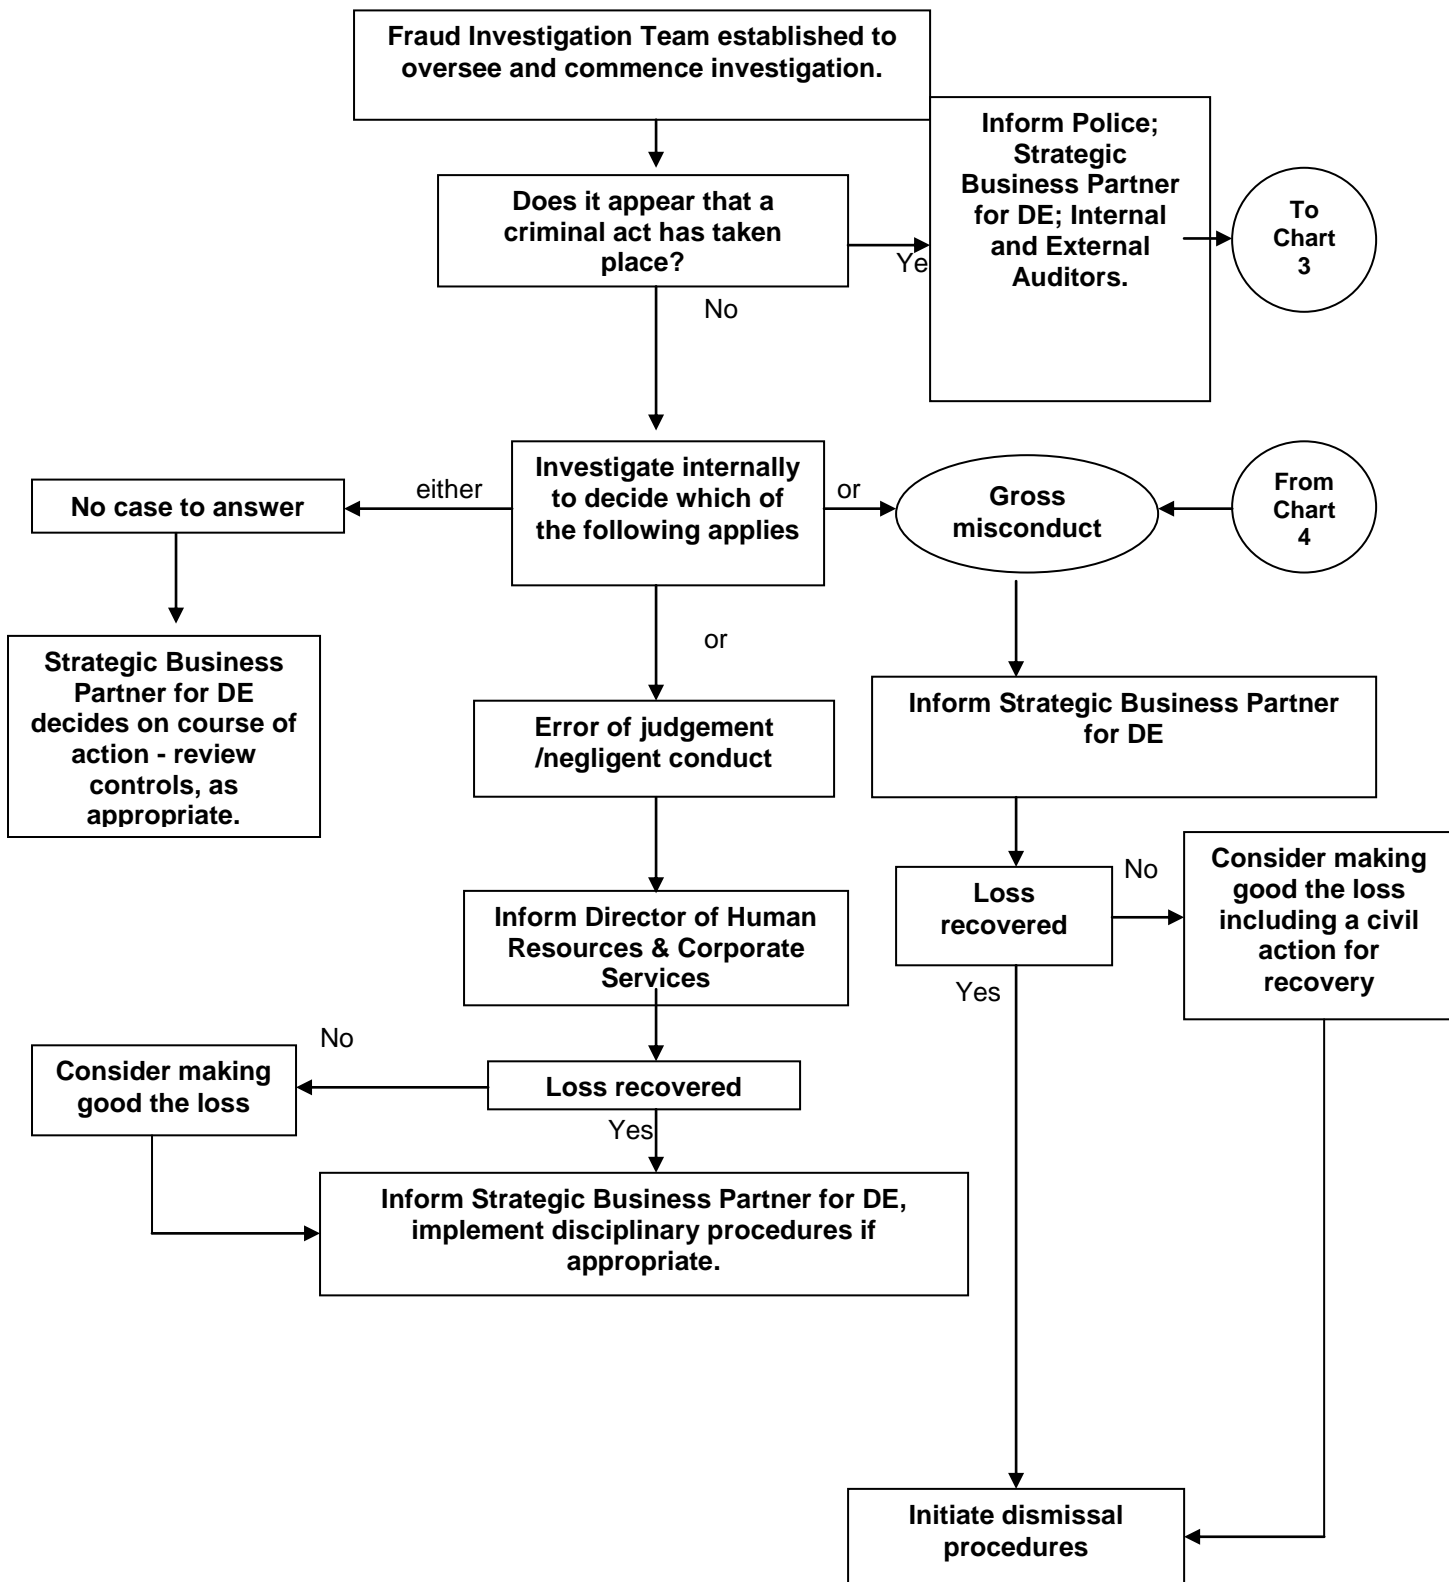 Fraud Investigation Team established to
oversee and commence investigation.
Inform Police;
Strategic
Business Partner
for DE; Internal
and External
Auditors.
To
Chart
3
Does it appear that a
criminal act has taken
place?
Ye
No
Investigate internally
to decide which of
the following applies
either
No case to answer
or
Gross
misconduct
From
Chart
4
Strategic Business
Partner for DE
decides on course of
action - review
controls, as
appropriate.
or
Error of judgement
/negligent conduct
Inform Strategic Business Partner
for DE
Loss
recovered
No
Consider making
good the loss
including a civil
action for
recovery
Yes
Inform Director of Human
Resources & Corporate
Services
No
Consider making
good the loss
Loss recovered
Yes
Inform Strategic Business Partner for DE,
implement disciplinary procedures if
appropriate.
Initiate dismissal
procedures